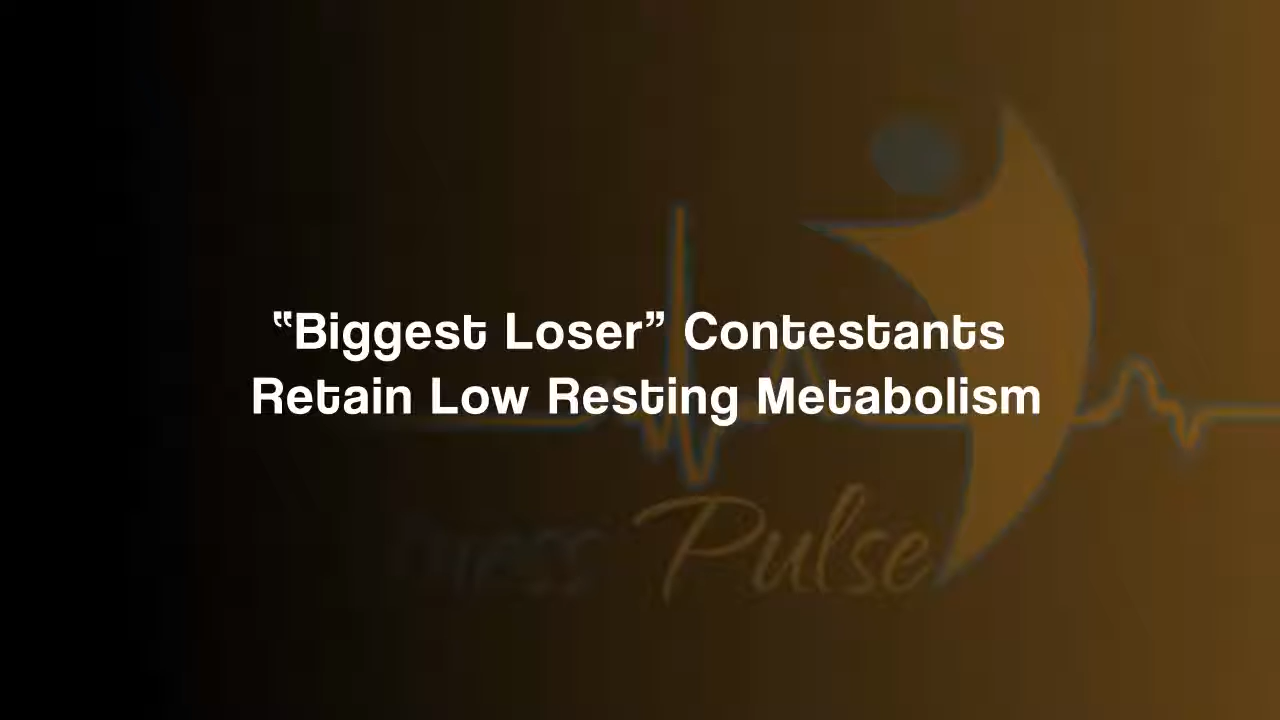 “Biggest Loser” Contestants
Retain Low Resting Metabolism
Pulse